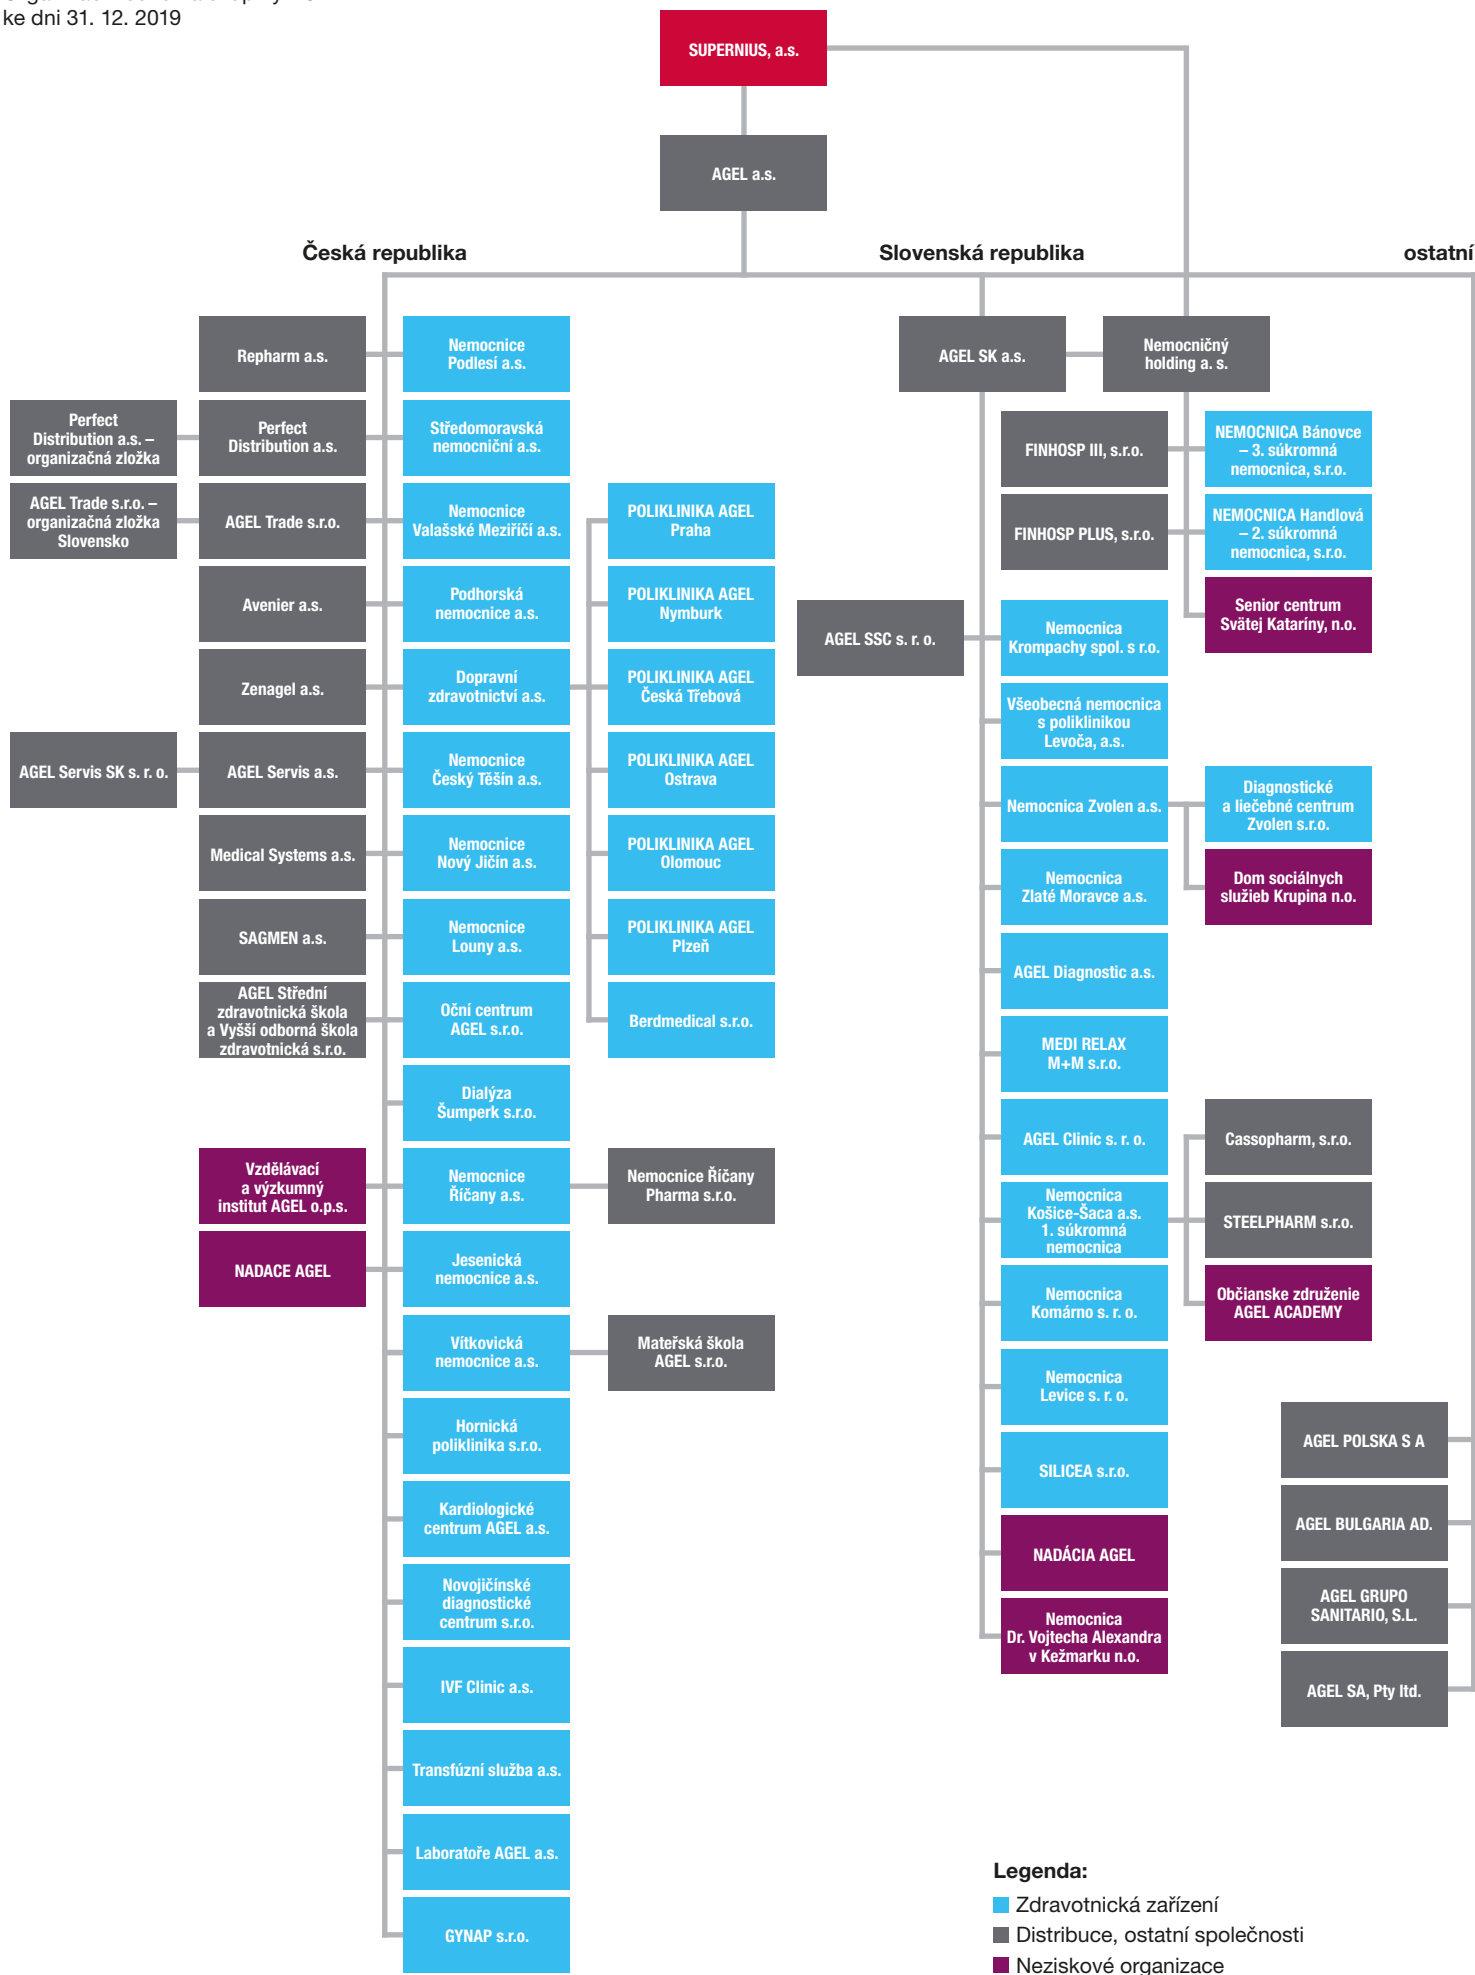 ke dni 31. 12. 2019
SUPERNIUS, a.s.
AGEL a.s.
Česká republika
Slovenská republika
ostatní
Repharm a.s.
Nemocnice
Podlesí a.s.
AGEL SK a.s.
Nemocničný
holding a. s.
Perfect
Distribution a.s. –
organizačná zložka
Perfect
Distribution a.s.
Středomoravská
nemocniční a.s.
FINHOSP III, s.r.o.
NEMOCNICA Bánovce
– 3. súkromná
nemocnica, s.r.o.
AGEL Trade s.r.o. –
organizačná zložka
Slovensko
AGEL Trade s.r.o.
Nemocnice
Valašské Meziříčí a.s.
POLIKLINIKA AGEL
Praha
FINHOSP PLUS, s.r.o.
NEMOCNICA Handlová
– 2. súkromná
nemocnica, s.r.o.
Avenier a.s.
Podhorská
nemocnice a.s.
POLIKLINIKA AGEL
Nymburk
AGEL SSC s. r. o.
Nemocnica
Krompachy spol. s r.o.
Senior centrum
Svätej Kataríny, n.o.
Zenagel a.s.
Dopravní
zdravotnictví a.s.
POLIKLINIKA AGEL
Česká Třebová
Všeobecná nemocnica
s poliklinikou
Levoča, a.s.
AGEL Servis SK s. r. o.
AGEL Servis a.s.
Nemocnice
Český Těšín a.s.
POLIKLINIKA AGEL
Ostrava
Nemocnica Zvolen a.s.
Diagnostické
a liečebné centrum
Zvolen s.r.o.
Medical Systems a.s.
Nemocnice
Nový Jičín a.s.
POLIKLINIKA AGEL
Olomouc
Nemocnica
Zlaté Moravce a.s.
Dom sociálnych
služieb Krupina n.o.
SAGMEN a.s.
Nemocnice
Louny a.s.
POLIKLINIKA AGEL
Plzeň
AGEL Diagnostic a.s.
AGEL Střední
zdravotnická škola
a Vyšší odborná škola
zdravotnická s.r.o.
Oční centrum
AGEL s.r.o.
Berdmedical s.r.o.
MEDI RELAX
M+M s.r.o.
Dialýza
Šumperk s.r.o.
AGEL Clinic s. r. o.
Cassopharm, s.r.o.
Vzdělávací
a výzkumný
institut AGEL o.p.s.
Nemocnice
Říčany a.s.
Nemocnice Říčany
Pharma s.r.o.
Nemocnica
Košice-Šaca a.s.
1. súkromná
nemocnica
STEELPHARM s.r.o.
NADACE AGEL
Jesenická
nemocnice a.s.
Nemocnica
Komárno s. r. o.
Občianske združenie
AGEL ACADEMY
Vítkovická
nemocnice a.s.
Mateřská škola
AGEL s.r.o.
Nemocnica
Levice s. r. o.
Hornická
poliklinika s.r.o.
SILICEA s.r.o.
AGEL POLSKA S A
Kardiologické
centrum AGEL a.s.
NADÁCIA AGEL
AGEL BULGARIA AD.
Novojičínské
diagnostické
centrum s.r.o.
Nemocnica
Dr. Vojtecha Alexandra
v Kežmarku n.o.
AGEL GRUPO
SANITARIO, S.L.
IVF Clinic a.s.
AGEL SA, Pty ltd.
Transfúzní služba a.s.
Laboratoře AGEL a.s.
GYNAP s.r.o.
Legenda:
Zdravotnická zařízení
Distribuce, ostatní společnosti
Neziskové organizace